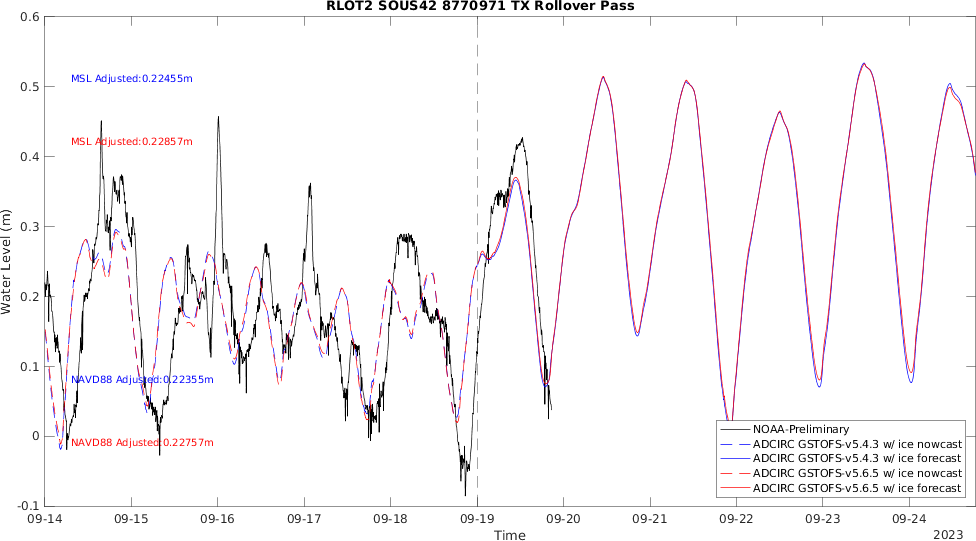 RLOT2 SOUS42 8770971 TX Rollover Pass
0.6
0.5
0.4
0.3
0.2
0.1
0
-0.1
Water Level (m)
MSL Adjusted:0.22455m
MSL Adjusted:0.22857m
NAVD88 Adjusted:0.22355m
NAVD88 Adjusted:0.22757m
NOAA-Preliminary
ADCIRC GSTOFS-v5.4.3 w/ ice nowcast
ADCIRC GSTOFS-v5.4.3 w/ ice forecast
ADCIRC GSTOFS-v5.6.5 w/ ice nowcast
ADCIRC GSTOFS-v5.6.5 w/ ice forecast
09-14 09-15 09-16 09-17 09-18 09-19 09-20 09-21 09-22 09-23 09-24
Time
2023